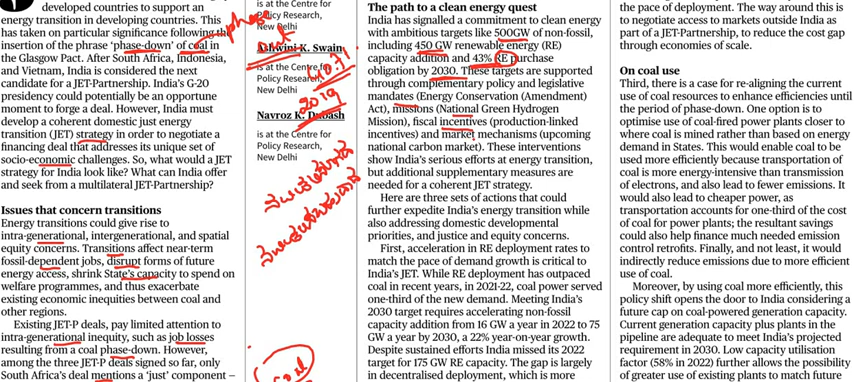 developed countries to support an
energy transition in developing countries. This
has taken on particular significance following the
insertion of the phrase 'phase-down' of coal in
the Glasgow Pact. After South Africa, Indonesia,
and Vietnam, India is considered the next
candidate for a JET-Partnership. India's G-20
presidency could potentially be an opportune
moment to forge a deal. However, India must
develop a coherent domestic just energy
transition (JET) strategy in order to negotiate a
financing deal that addresses its unique set of
socio-economic challenges. So, what would a JET
strategy for India look like? What can India offer
and seek from a multilateral JET-Partnership?
Issues that concern transitions
Energy transitions could give rise to
intra-generational, intergenerational, and spatial
equity concerns. Transitions affect near-term
fossil-dependent jobs, disrupt forms of future
energy access, shrink State's capacity to spend on
welfare programmes, and thus exacerbate
existing economic inequities between coal and
other regions.
Existing JET-P deals, pay limited attention to
intra-generational inequity, such as job losses
resulting from a coal phase-down. However,
among the three JET-P deals signed so far, only
South Africa's deal mentions a 'just' component –
is at the Centre for
Policy Research,
New Delhi
phase
out
Ashwini K. Swain
is at the Centre for
Policy Research,
New Delhi
2019
Navroz K. Dubash
is at the Centre for
Policy Research,
New Delhi
coal
The path to a clean energy quest
India has signalled a commitment to clean energy
with ambitious targets like 500GW of non-fossil,
including 450 GW renewable energy (RE)
capacity addition and 43% RE purchase
obligation by 2030. These targets are supported
through complementary policy and legislative
mandates (Energy Conservation (Amendment)
Act), missions (National Green Hydrogen
Mission), fiscal incentives (production-linked
incentives) and market mechanisms (upcoming
national carbon market). These interventions
show India's serious efforts at energy transition,
but additional supplementary measures are
needed for a coherent JET strategy.
Here are three sets of actions that could
further expedite India's energy transition while
also addressing domestic developmental
priorities, and justice and equity concerns.
First, acceleration in RE deployment rates to
match the pace of demand growth is critical to
India's JET. While RE deployment has outpaced
coal in recent years, in 2021-22, coal power served
one-third of the new demand. Meeting India's
2030 target requires accelerating non-fossil
capacity addition from 16 GW a year in 2022 to 75
GW a year by 2030, a 22% year-on-year growth.
Despite sustained efforts India missed its 2022
target for 175 GW RE capacity. The gap is largely
in decentralised deployment, which is more
the pace of deployment. The way around this is
to negotiate access to markets outside India as
part of a JET-Partnership, to reduce the cost gap
through economies of scale.
On coal use
Third, there is a case for re-aligning the current
use of coal resources to enhance efficiencies until
the period of phase-down. One option is to
optimise use of coal-fired power plants closer to
where coal is mined rather than based on energy
demand in States. This would enable coal to be
used more efficiently because transportation of
coal is more energy-intensive than transmission
of electrons, and also lead to fewer emissions. It
would also lead to cheaper power, as
transportation accounts for one-third of the cost
of coal for power plants; the resultant savings
could also help finance much needed emission
control retrofits. Finally, and not least, it would
indirectly reduce emissions due to more efficient
use of coal.
Moreover, by using coal more efficiently, this
policy shift opens the door to India considering a
future cap on coal-powered generation capacity.
Current generation capacity plus plants in the
pipeline are adequate to meet India's projected
requirement in 2030. Low capacity utilisation
factor (58% in 2022) further allows the possibility
of greater use of existing plants to match future